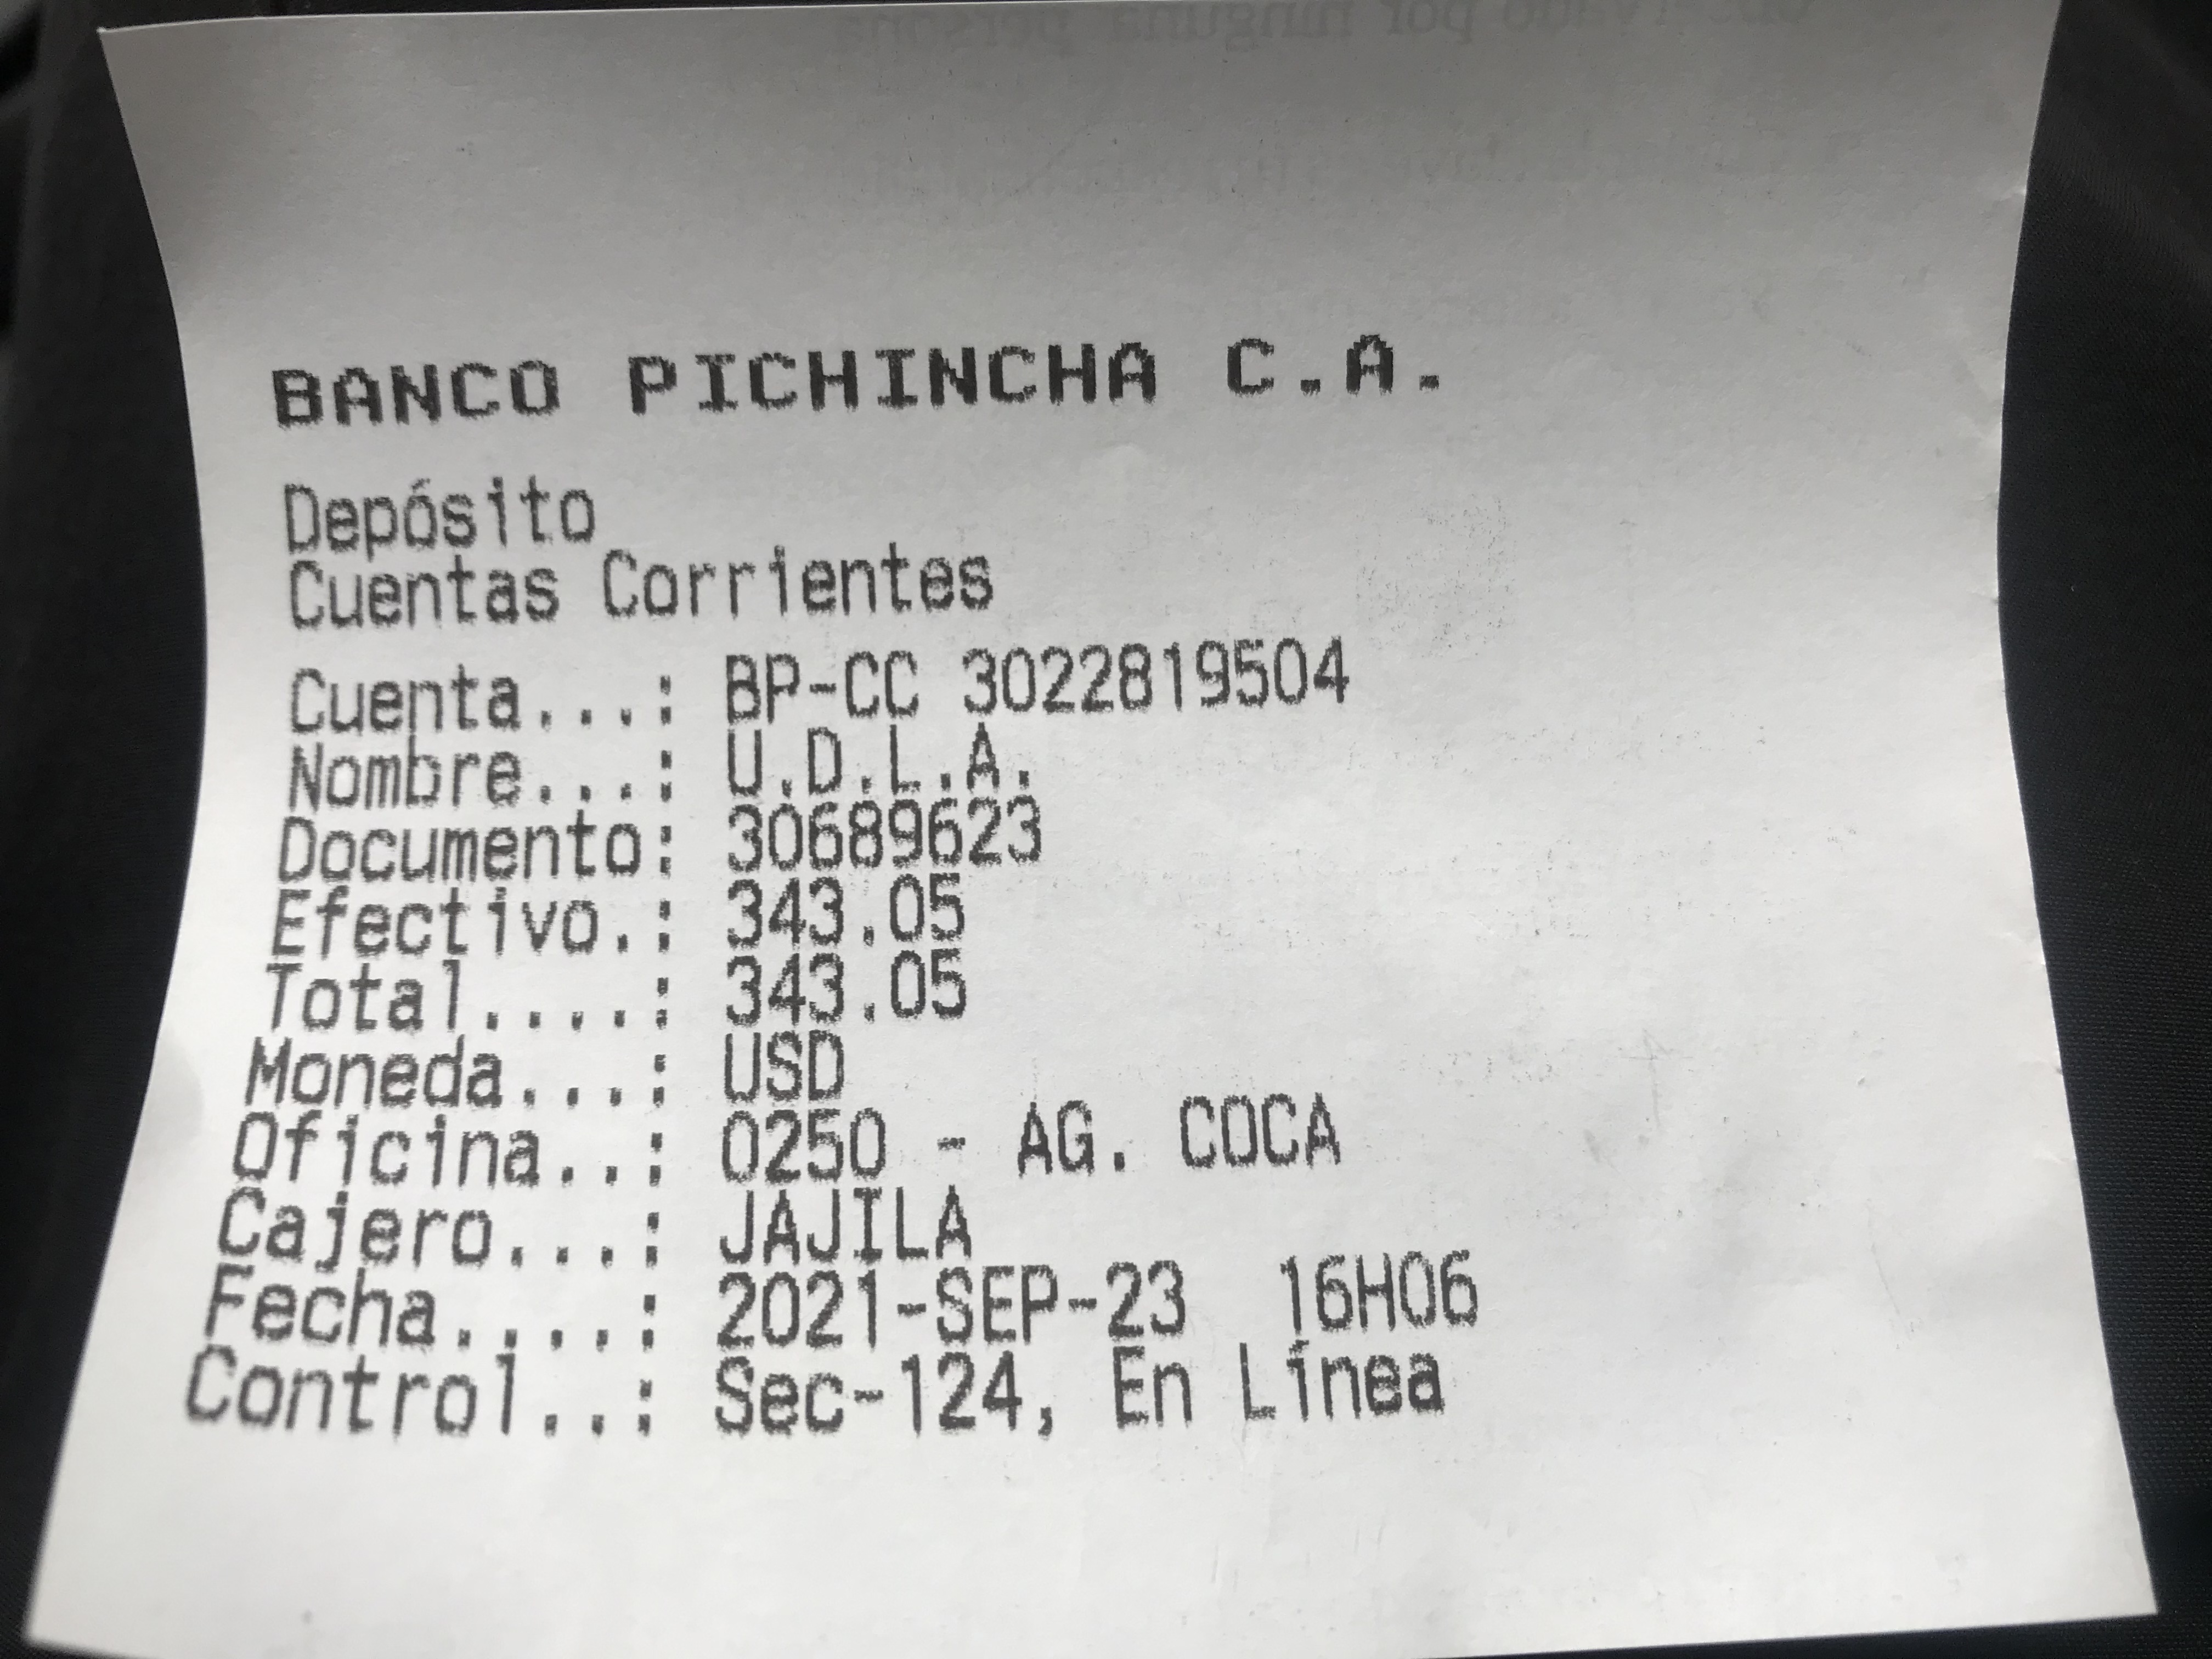 BANCO PICHINCHA C.A.
Depósito
Cuentas Corrientes
Cuenta...: BP-CC 3022819504
Nombre...: U.D.L.A.
Documento: 30689623
Efectivo.: 343.05
Total....: 343.05
Moneda...: USD
Oficina..: 0250 - AG. COCA
Cajero...: JAJILA
Fecha....: 2021-SEP-23 16H06
Control..: Sec-124, En Línea